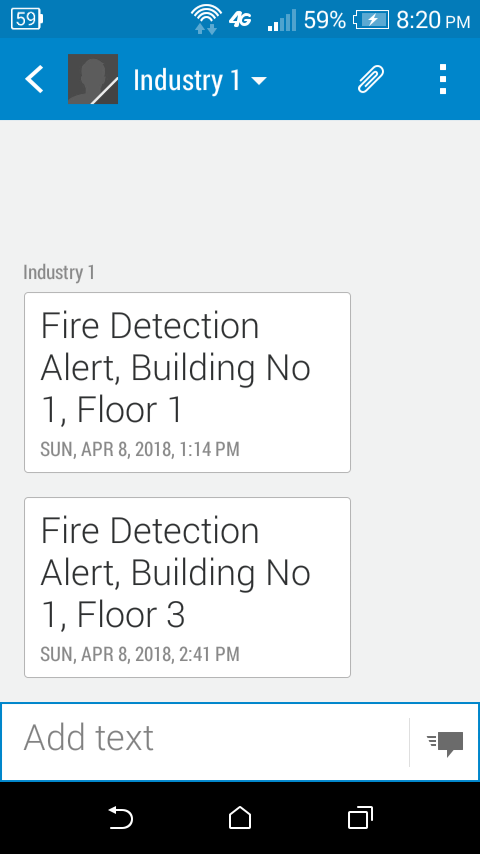 59 4G 59% 8:20 PM
Industry 1
Industry 1
Fire Detection
Alert, Building No
1, Floor 1
SUN, APR 8, 2018, 1:14 PM
Fire Detection
Alert, Building No
1, Floor 3
SUN, APR 8, 2018, 2:41 PM
Add text